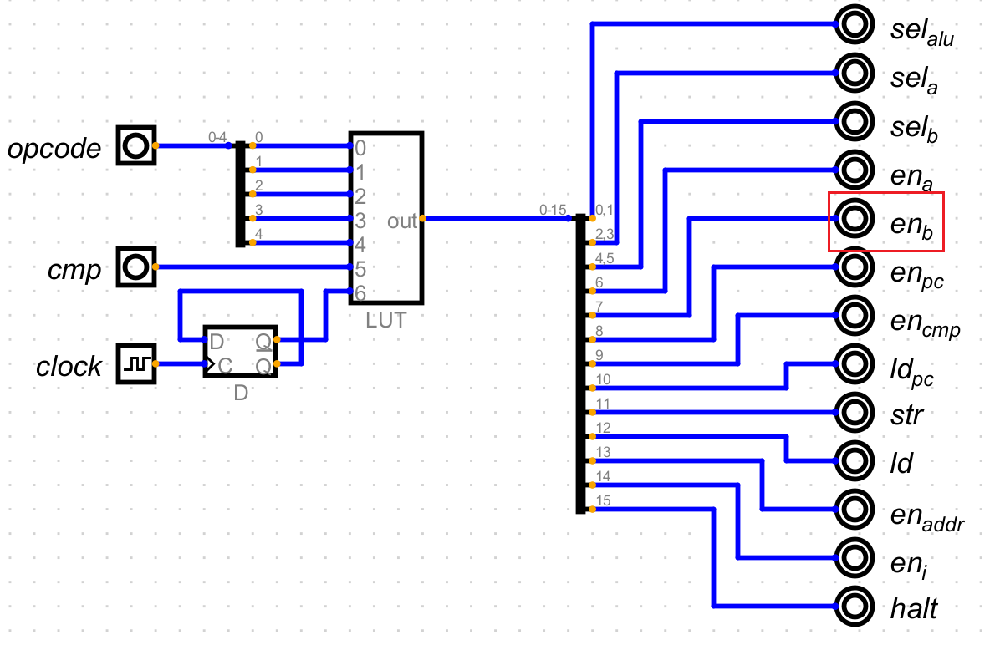 sel_alu
sel_a
sel_b
en_a
en_b
en_pc
en_cmp
ld_pc
str
ld
en_addr
en_i
halt
opcode
cmp
clock
0-4
0
1
2
3
4
0
1
2
3
4
5
6
out
LUT
D Q
C Q
D
0-15
0,1
2,3
4,5
6
7
8
9
10
11
12
13
14
15